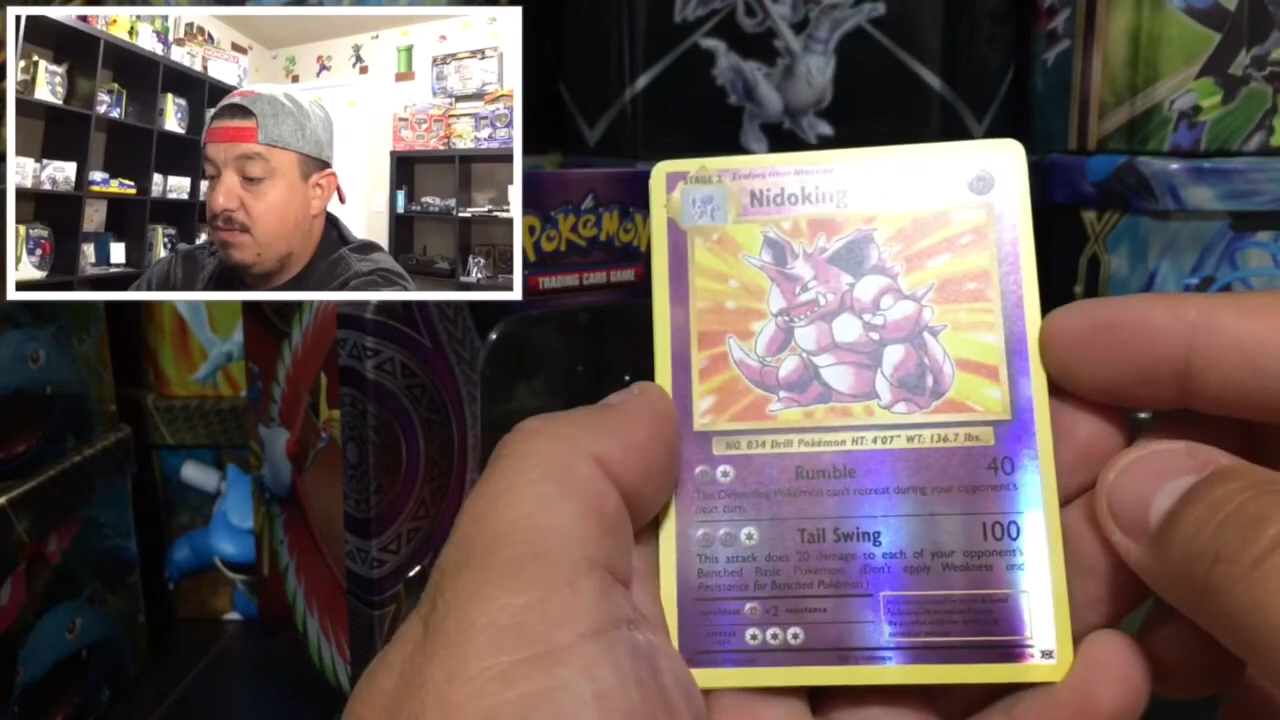 MONOPOLY
POKéMON
TRADING CARD GAME
STAGE 2 Evolves from Nidorino
Nidoking
NO. 034 Drill Pokémon HT: 4'07" WT: 136.7 lbs.
Rumble 40
The Defending Pokémon can't retreat during your opponent's
next turn.
Tail Swing 100
This attack does 20 damage to each of your opponent's
Benched Basic Pokémon. (Don't apply Weakness and
Resistance for Benched Pokémon.)
weakness ×2 resistance